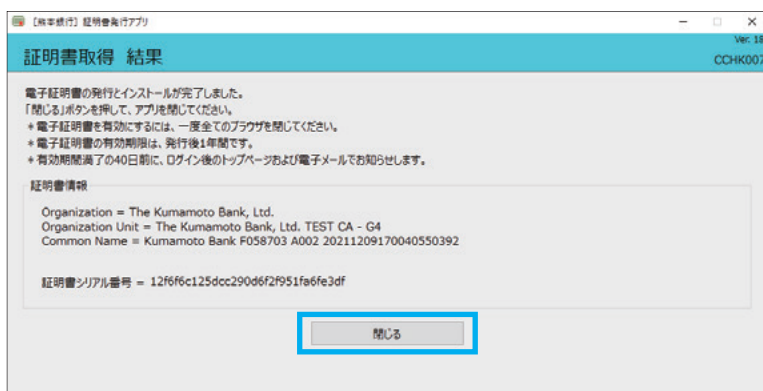 [熊本銀行] 証明書発行アプリ
Ver. 18
証明書取得 結果
CCHK007
電子証明書の発行とインストールが完了しました。
「閉じる」ボタンを押して、アプリを閉じてください。
*電子証明書を有効にするには、一度全てのブラウザを閉じてください。
*電子証明書の有効期限は、発行後1年間です。
*有効期間満了の40日前に、ログイン後のトップページおよび電子メールでお知らせします。
証明書情報
Organization = The Kumamoto Bank, Ltd.
Organization Unit = The Kumamoto Bank, Ltd. TEST CA - G4
Common Name = Kumamoto Bank F058703 A002 20211209170040550392
証明書シリアル番号 = 12f6f6c125dcc290d6f2f951fa6fe3df
閉じる